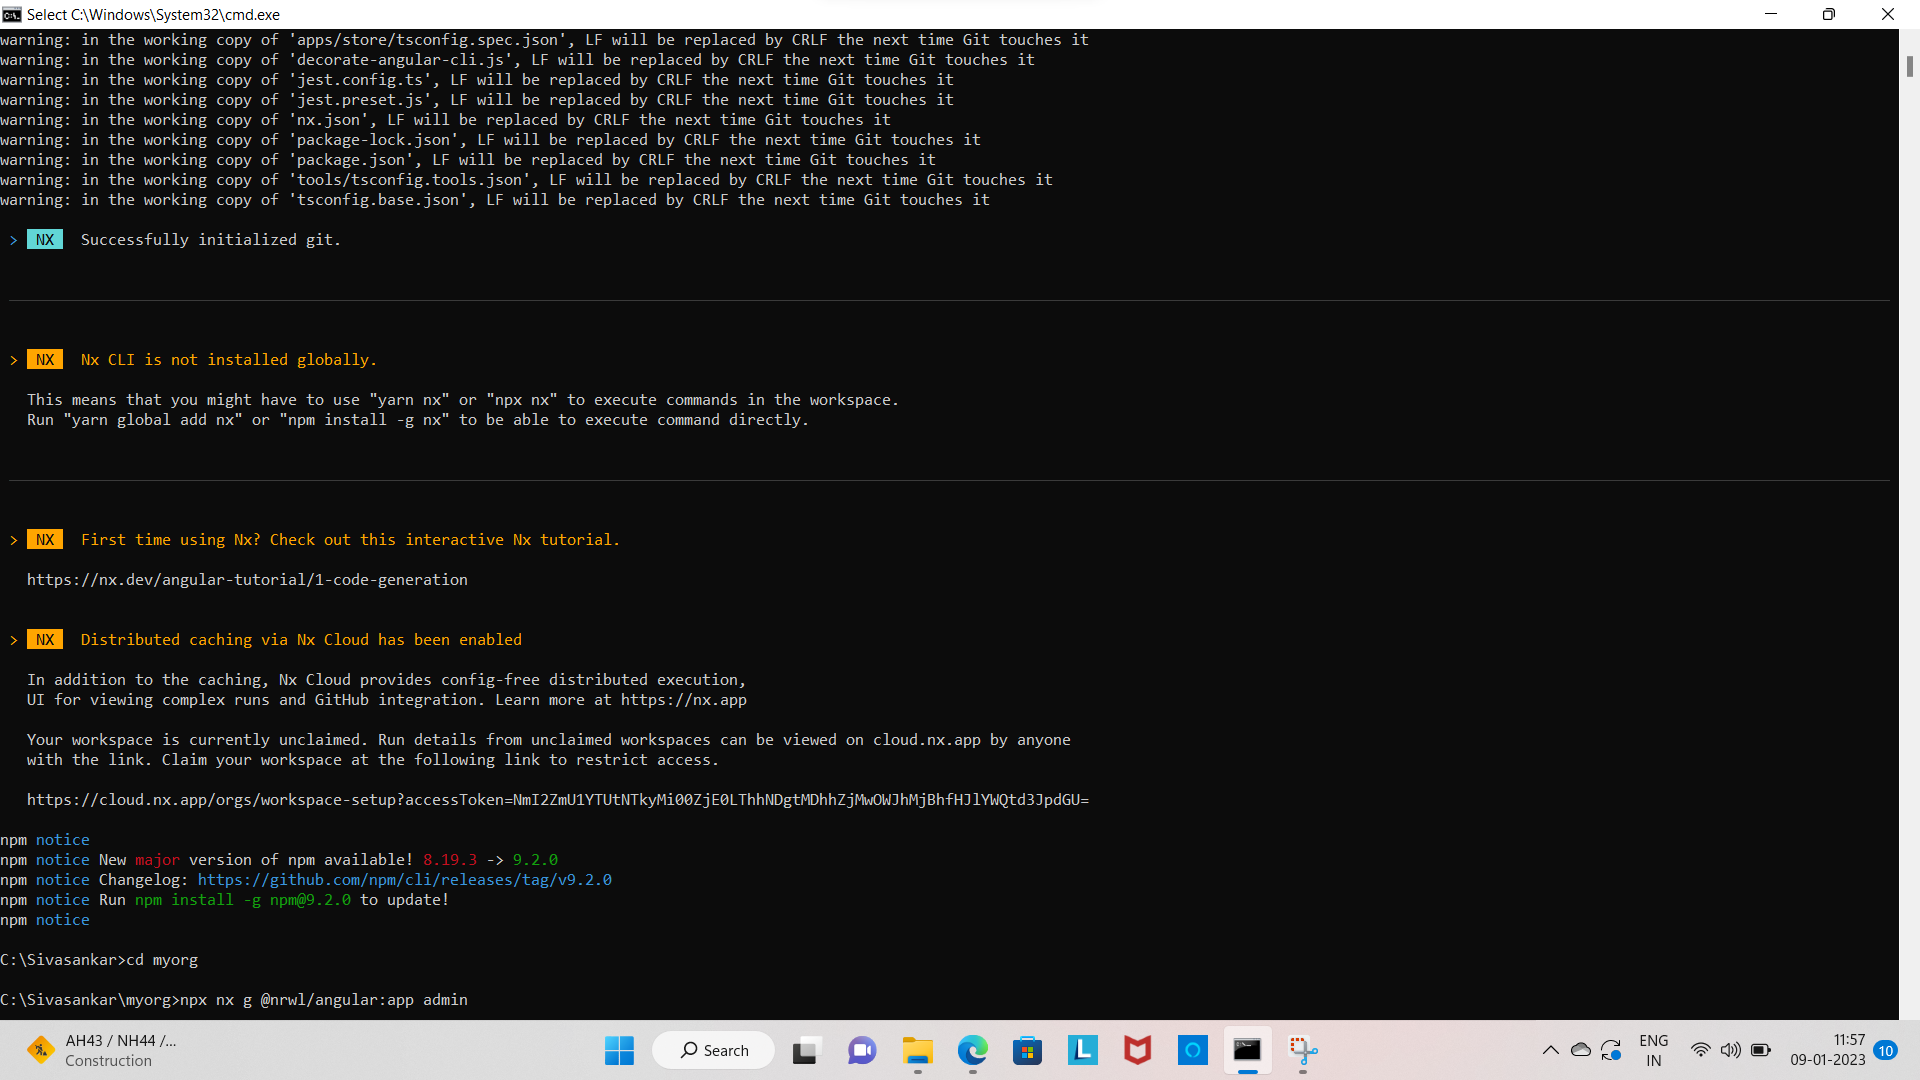 Select C:\Windows\System32\cmd.exe
warning: in the working copy of 'apps/store/tsconfig.spec.json', LF will be replaced by CRLF the next time Git touches it
warning: in the working copy of 'decorate-angular-cli.js', LF will be replaced by CRLF the next time Git touches it
warning: in the working copy of 'jest.config.ts', LF will be replaced by CRLF the next time Git touches it
warning: in the working copy of 'jest.preset.js', LF will be replaced by CRLF the next time Git touches it
warning: in the working copy of 'nx.json', LF will be replaced by CRLF the next time Git touches it
warning: in the working copy of 'package-lock.json', LF will be replaced by CRLF the next time Git touches it
warning: in the working copy of 'package.json', LF will be replaced by CRLF the next time Git touches it
warning: in the working copy of 'tools/tsconfig.tools.json', LF will be replaced by CRLF the next time Git touches it
warning: in the working copy of 'tsconfig.base.json', LF will be replaced by CRLF the next time Git touches it
> NX Successfully initialized git.
> NX Nx CLI is not installed globally.
This means that you might have to use "yarn nx" or "npx nx" to execute commands in the workspace.
Run "yarn global add nx" or "npm install -g nx" to be able to execute command directly.
> NX First time using Nx? Check out this interactive Nx tutorial.
https://nx.dev/angular-tutorial/1-code-generation
> NX Distributed caching via Nx Cloud has been enabled
In addition to the caching, Nx Cloud provides config-free distributed execution,
UI for viewing complex runs and GitHub integration. Learn more at https://nx.app
Your workspace is currently unclaimed. Run details from unclaimed workspaces can be viewed on cloud.nx.app by anyone
with the link. Claim your workspace at the following link to restrict access.
https://cloud.nx.app/orgs/workspace-setup?accessToken=NmI2ZmU1YTUtNTkyMi00ZjE0LThhNDgtMDhhZjMwOWJhMjBhfHJlYWQtd3JpdGU=
npm notice
npm notice New major version of npm available! 8.19.3 -> 9.2.0
npm notice Changelog: https://github.com/npm/cli/releases/tag/v9.2.0
npm notice Run npm install -g npm@9.2.0 to update!
npm notice
C:\Sivasankar>cd myorg
C:\Sivasankar\myorg>npx nx g @nrwl/angular:app admin
AH43 / NH44 /...
Construction
Search
ENG
IN
11:57
09-01-2023
10